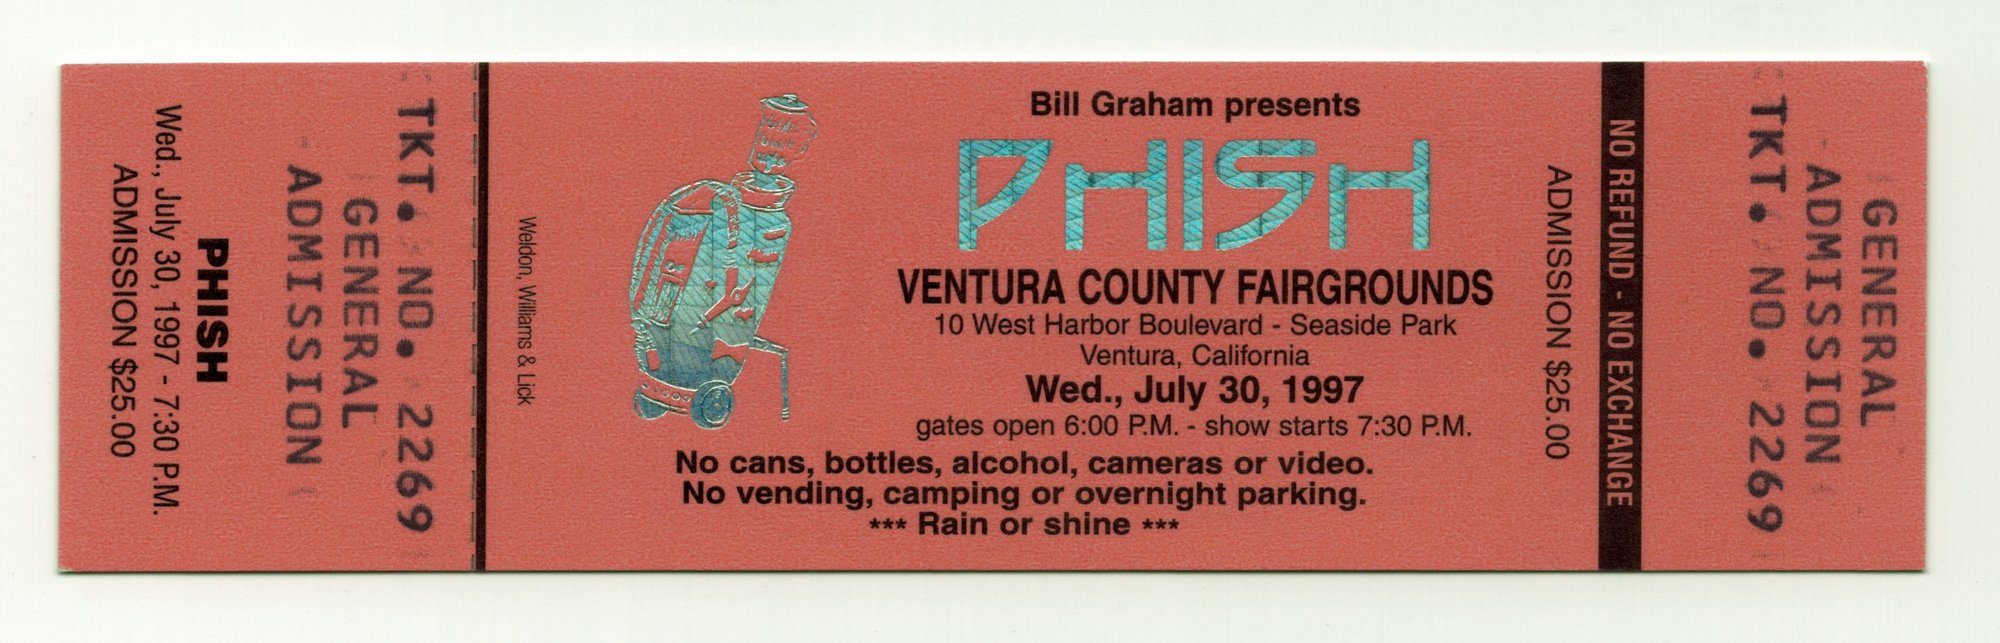 PHISH
Wed., July 30, 1997 - 7:30 P.M.
ADMISSION $25.00
TKT. NO. 2269
GENERAL
ADMISSION
Weldon, Williams & Lick
Bill Graham presents
PHISH
VENTURA COUNTY FAIRGROUNDS
10 West Harbor Boulevard - Seaside Park
Ventura, California
Wed., July 30, 1997
gates open 6:00 P.M. - show starts 7:30 P.M.
No cans, bottles, alcohol, cameras or video.
No vending, camping or overnight parking.
*** Rain or shine ***
ADMISSION $25.00
NO REFUND - NO EXCHANGE
GENERAL
ADMISSION
TKT. NO. 2269